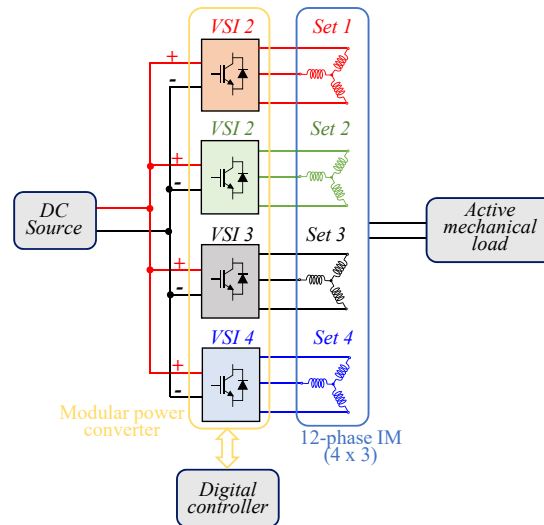 VSI 2
Set 1
+
-
VSI 2
Set 2
+
-
DC
Source
Active
mechanical
load
VSI 3
Set 3
+
-
VSI 4
Set 4
+
-
Modular power
converter
12-phase IM
(4 x 3)
Digital
controller